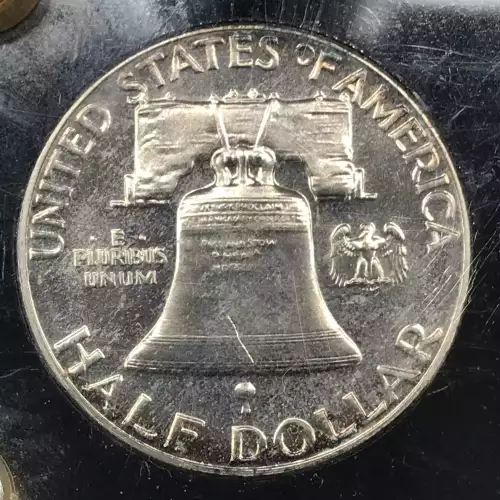 UNITED STATES OF AMERICA
E
PLURIBUS
UNUM
HALF DOLLAR